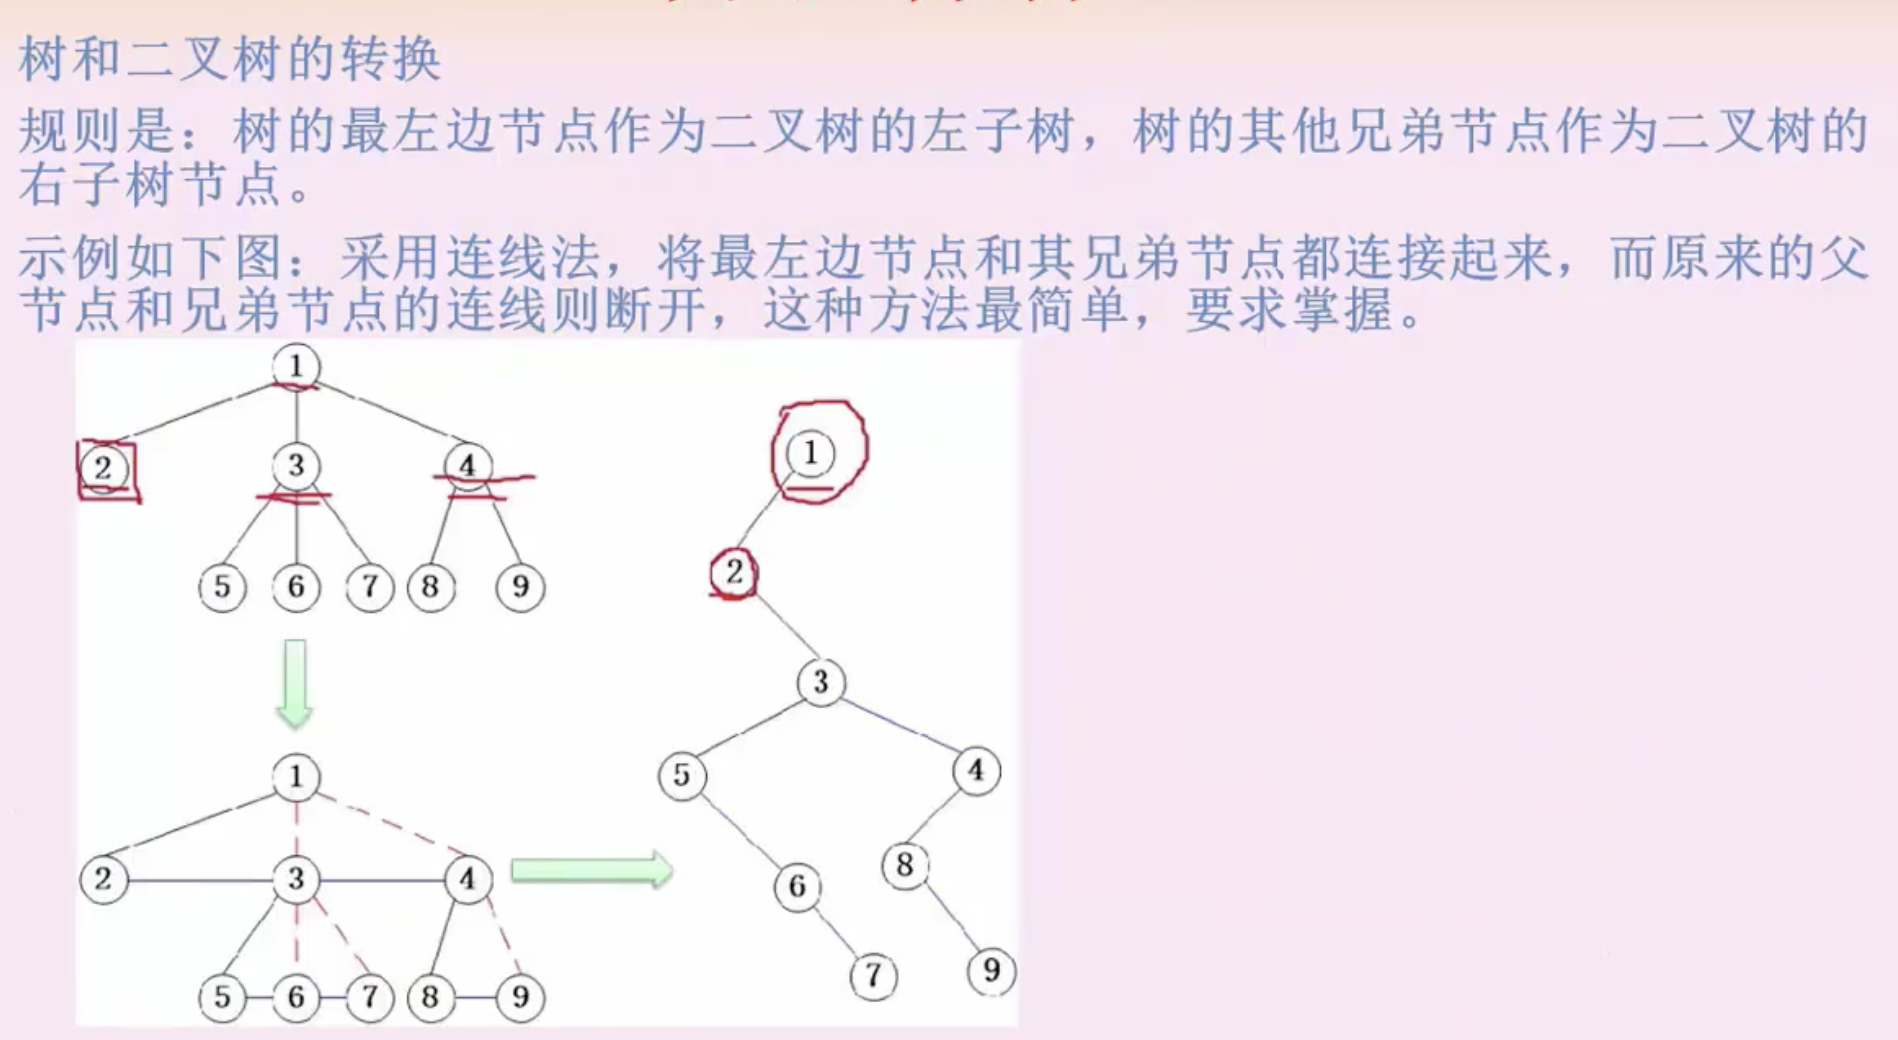 树和二叉树的转换
规则是：树的最左边节点作为二叉树的左子树，树的其他兄弟节点作为二叉树的
右子树节点。
示例如下图：采用连线法，将最左边节点和其兄弟节点都连接起来，而原来的父
节点和兄弟节点的连线则断开，这种方法最简单，要求掌握。
1
2 3 4
5 6 7 8 9
1
2 3 4
5 6 7 8 9
1
2
3
5 4
6 8
7 9